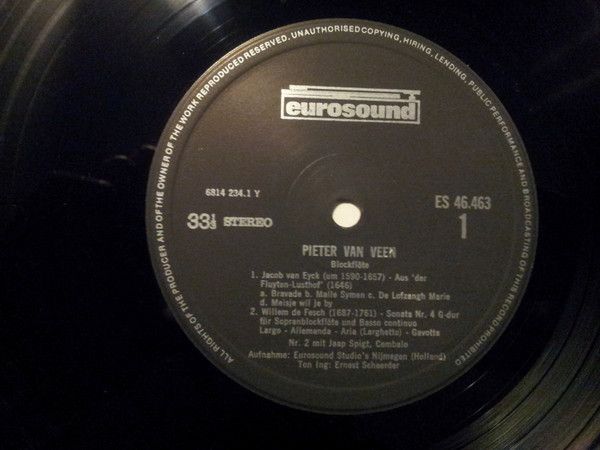 ALL RIGHTS OF THE PRODUCER AND OF THE OWNER OF THE WORK REPRODUCED RESERVED. UNAUTHORISED COPYING, HIRING, LENDING, PUBLIC PERFORMANCE AND BROADCASTING OF THIS RECORD PROHIBITED
eurosound
6814 234.1 Y
ES 46.463
33⅓ STEREO
1
PIETER VAN VEEN
Blockflöte
1. Jacob van Eyck (um 1590-1657) - Aus 'der
Fluyten-Lusthof' (1646)
a. Bravade b. Malle Symen c. De Lofzangh Marie
d. Meisje wil je by
2. Willem de Fesch (1687-1761) - Sonate Nr. 4 G-dur
für Sopranblockflöte und Basso continuo
Largo - Allemanda - Aria (Larghetto) - Gavotta
Nr. 2 mit Jaap Spigt, Cembalo
Aufnahme: Eurosound Studio's Nijmegen (Holland)
Ton Ing: Ernest Scheerder